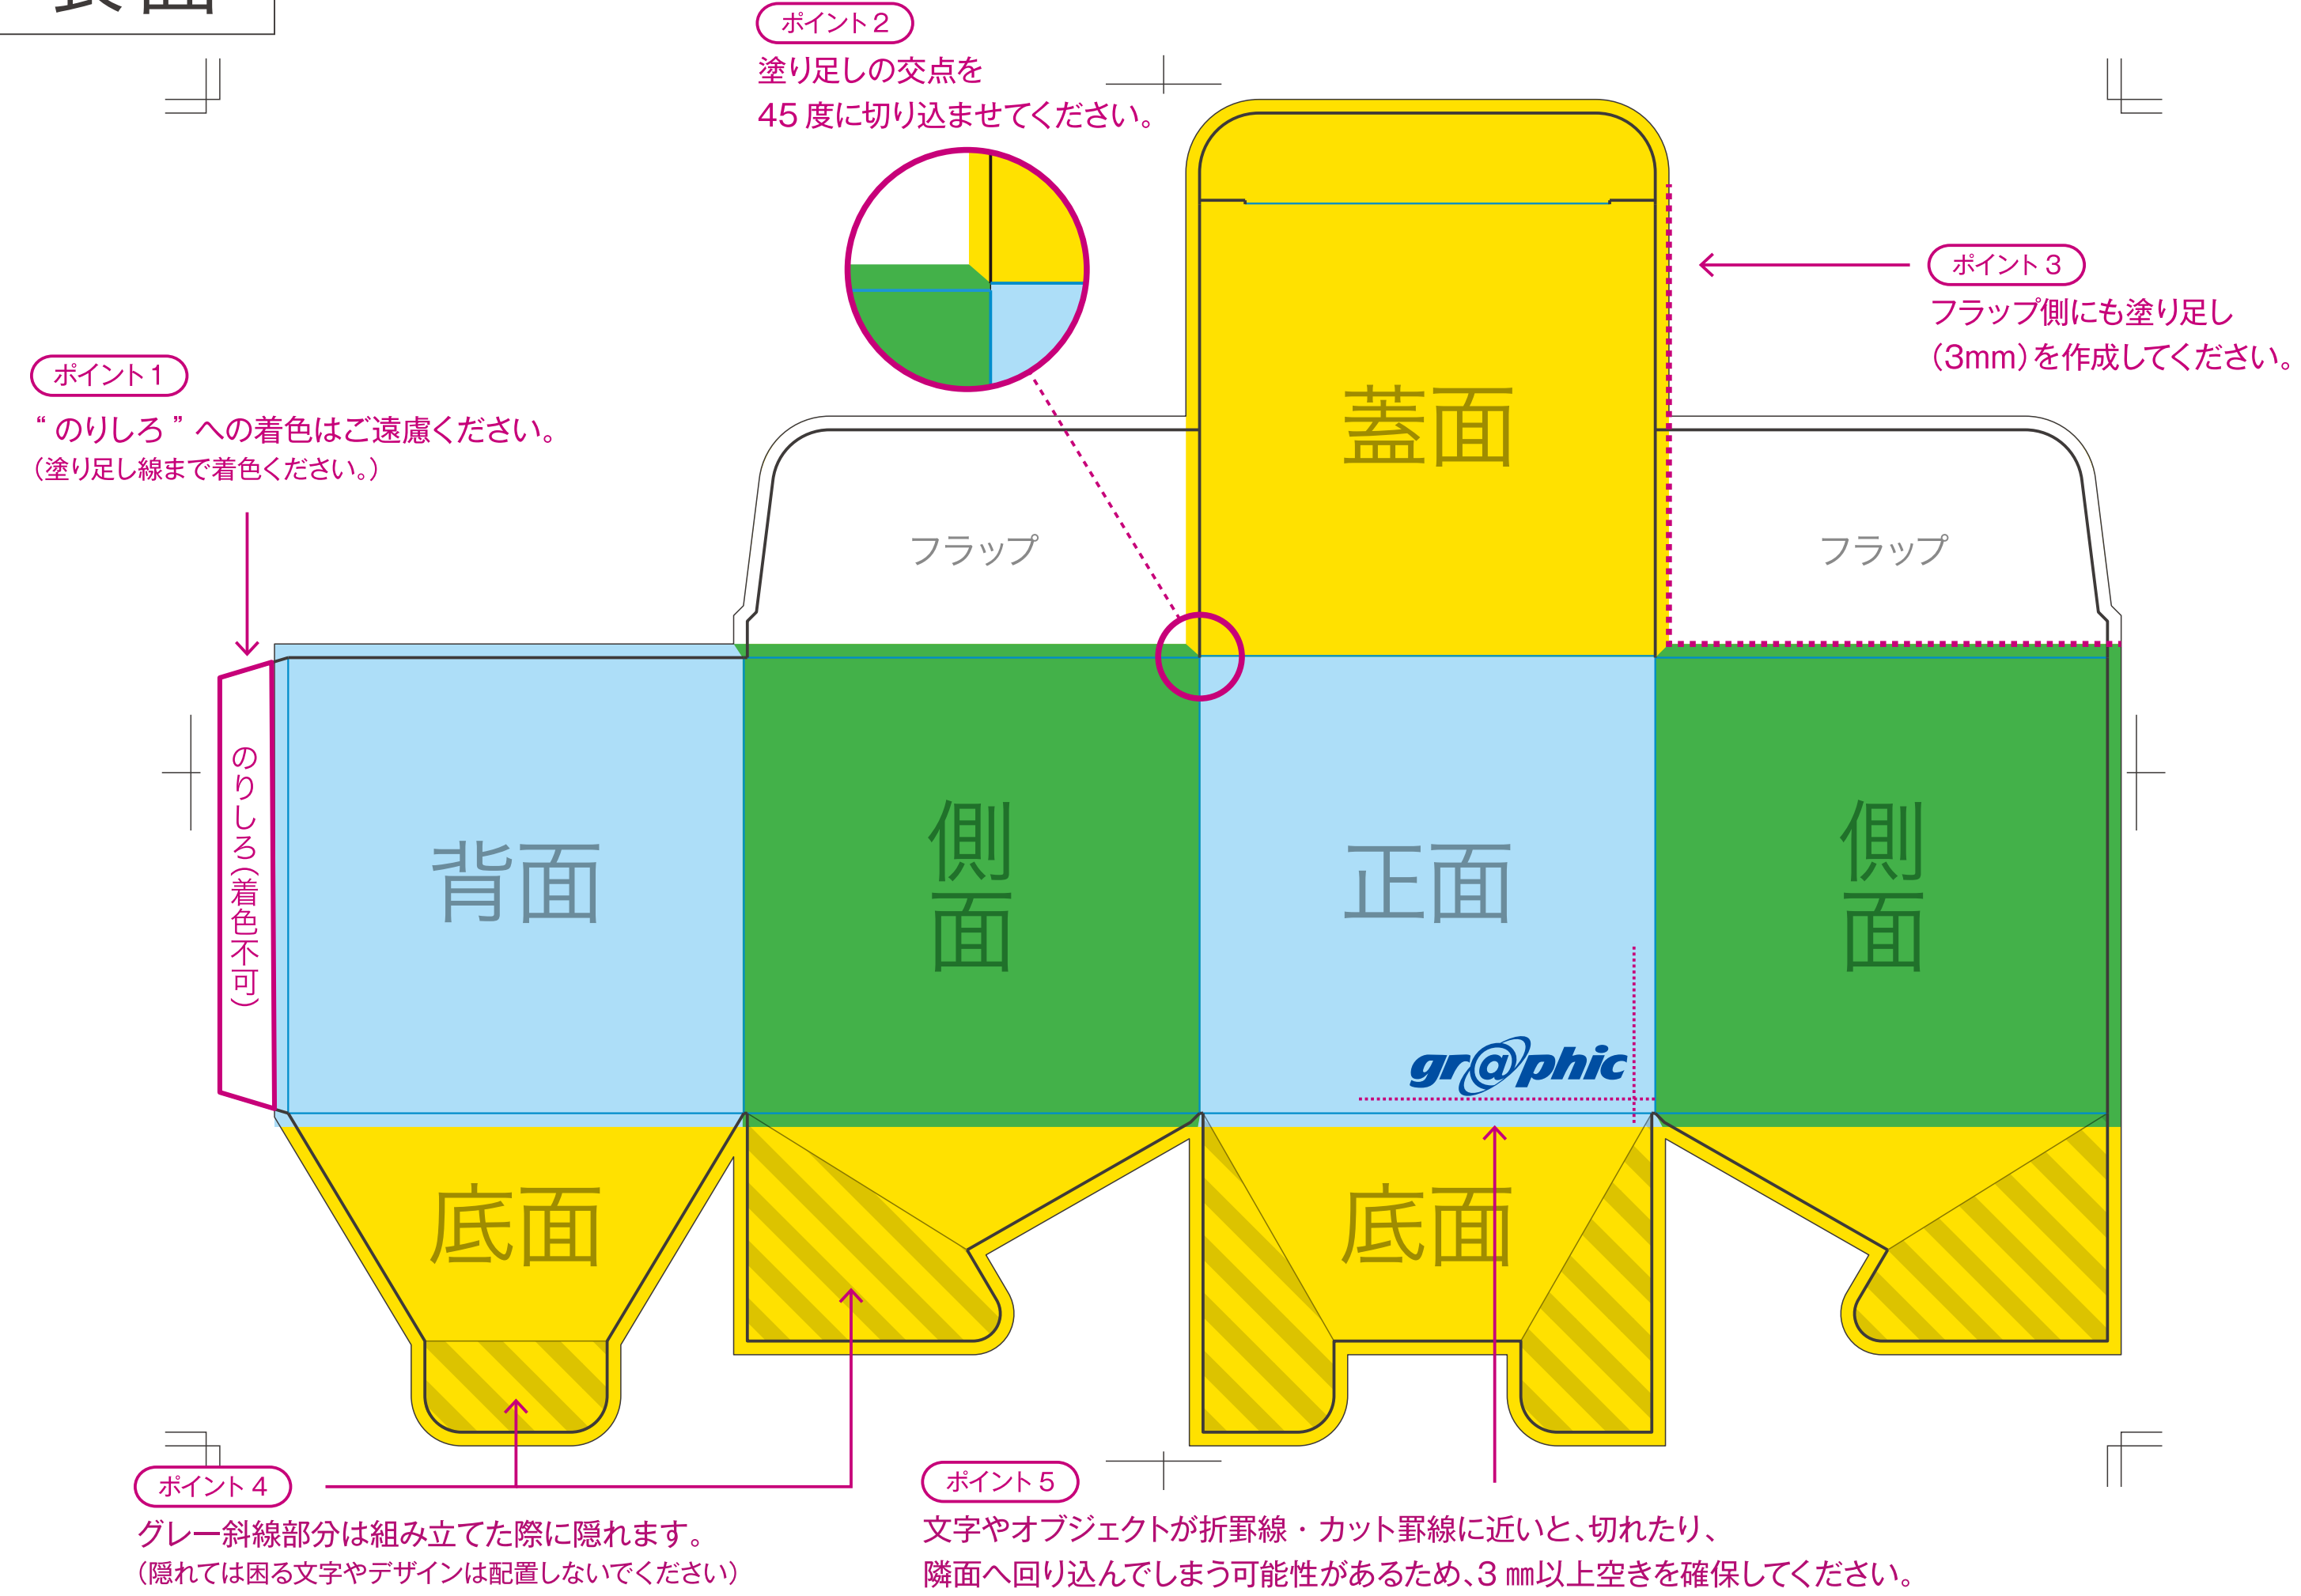 表面
ポイント 2
塗り足しの交点を
45 度に切り込ませてください。
ポイント 3
フラップ側にも塗り足し
（3mm）を作成してください。
ポイント 1
“ のりしろ ” への着色はご遠慮ください。
（塗り足し線まで着色ください。）
蓋面
フラップ
フラップ
のりしろ（着色不可）
背面
側面
正面
側面
gr@phic
底面
底面
ポイント 4
グレー斜線部分は組み立てた際に隠れます。
（隠れては困る文字やデザインは配置しないでください）
ポイント 5
文字やオブジェクトが折罫線・カット罫線に近いと、切れたり、
隣面へ回り込んでしまう可能性があるため、3 mm以上空きを確保してください。